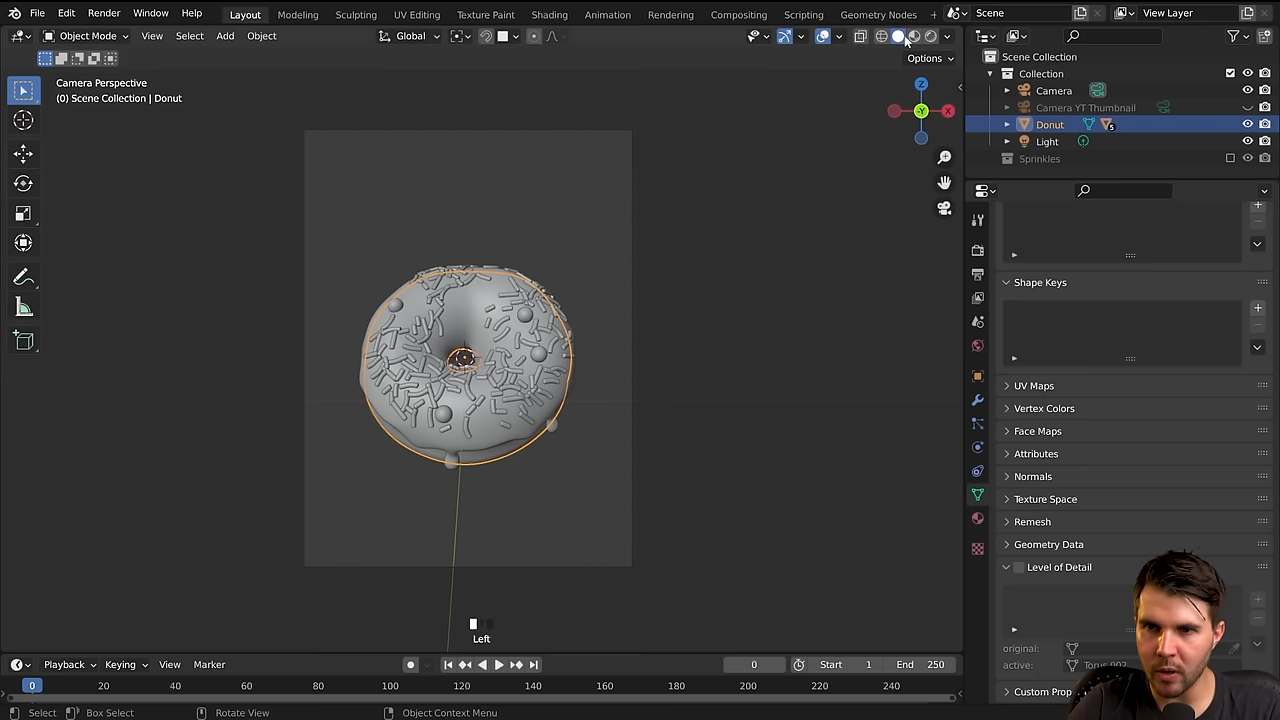 File Edit Render Window Help Layout Modeling Sculpting UV Editing Texture Paint Shading Animation Rendering Compositing Scripting Geometry Nodes + Scene View Layer
Object Mode View Select Add Object Global
Options
Camera Perspective
(0) Scene Collection | Donut
Z
-Y
X
Scene Collection
Collection
Camera
Camera YT Thumbnail
Donut 5
Light
Sprinkles
Shape Keys
UV Maps
Vertex Colors
Face Maps
Attributes
Normals
Texture Space
Remesh
Geometry Data
Level of Detail
original:
active: Torus.002
Custom Prop
Left
Playback Keying View Marker 0 Start 1 End 250
0 20 40 60 80 100 120 140 160 180 200 220 240
Select Box Select Rotate View Object Context Menu